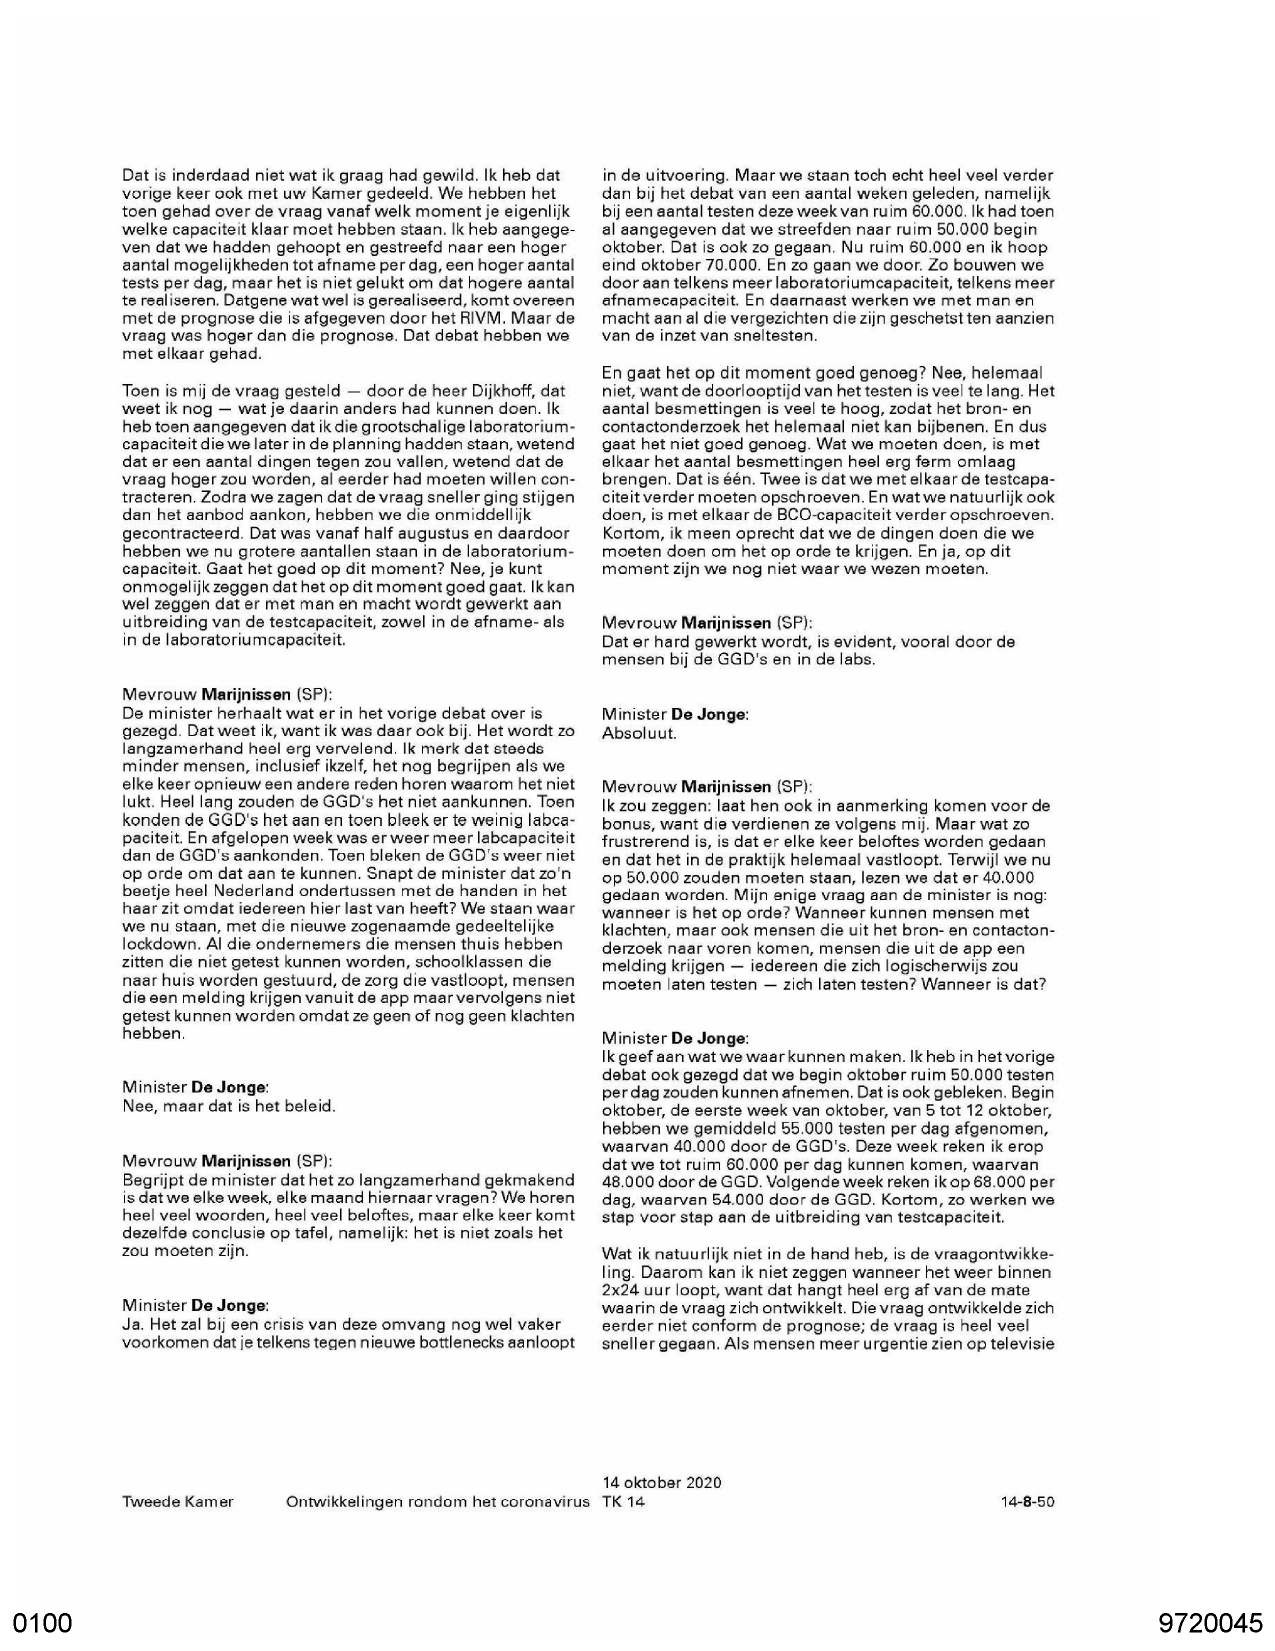 Dat is inderdaad niet wat ik graag had gewild. Ik heb dat
vorige keer ook met uw Kamer gedeeld. We hebben het
toen gehad over de vraag vanaf welk moment je eigenlijk
welke capaciteit klaar moet hebben staan. Ik heb aangege-
ven dat we hadden gehoopt en gestreefd naar een hoger
aantal mogelijkheden tot afname per dag, een hoger aantal
tests per dag, maar het is niet gelukt om dat hogere aantal
te realiseren. Datgene wat wel is gerealiseerd, komt overeen
met de prognose die is afgegeven door het RIVM. Maar de
vraag was hoger dan die prognose. Dat debat hebben we
met elkaar gehad.
Toen is mij de vraag gesteld — door de heer Dijkhoff, dat
weet ik nog — wat je daarin anders had kunnen doen. Ik
heb toen aangegeven dat ik die grootschalige laboratorium-
capaciteit die we later in de planning hadden staan, wetend
dat er een aantal dingen tegen zou vallen, wetend dat de
vraag hoger zou worden, al eerder had moeten willen con-
tracteren. Zodra we zagen dat de vraag sneller ging stijgen
dan het aanbod aankon, hebben we die onmiddellijk
gecontracteerd. Dat was vanaf half augustus en daardoor
hebben we nu grotere aantallen staan in de laboratorium-
capaciteit. Gaat het goed op dit moment? Nee, je kunt
onmogelijk zeggen dat het op dit moment goed gaat. Ik kan
wel zeggen dat er met man en macht wordt gewerkt aan
uitbreiding van de testcapaciteit, zowel in de afname- als
in de laboratoriumcapaciteit.
Mevrouw Marijnissen (SP):
De minister herhaalt wat er in het vorige debat over is
gezegd. Dat weet ik, want ik was daar ook bij. Het wordt zo
langzamerhand heel erg vervelend. Ik merk dat steeds
minder mensen, inclusief ikzelf, het nog begrijpen als we
elke keer opnieuw een andere reden horen waarom het niet
lukt. Heel lang zouden de GGD's het niet aankunnen. Toen
konden de GGD's het aan en toen bleek er te weinig labca-
paciteit. En afgelopen week was er weer meer labcapaciteit
dan de GGD's aankonden. Toen bleken de GGD's weer niet
op orde om dat aan te kunnen. Snapt de minister dat zo'n
beetje heel Nederland ondertussen met de handen in het
haar zit omdat iedereen hier last van heeft? We staan waar
we nu staan, met die nieuwe zogenaamde gedeeltelijke
lockdown. Al die ondernemers die mensen thuis hebben
zitten die niet getest kunnen worden, schoolklassen die
naar huis worden gestuurd, de zorg die vastloopt, mensen
die een melding krijgen vanuit de app maar vervolgens niet
getest kunnen worden omdat ze geen of nog geen klachten
hebben.
Minister De Jonge:
Nee, maar dat is het beleid.
Mevrouw Marijnissen (SP):
Begrijpt de minister dat het zo langzamerhand gekmakend
is dat we elke week, elke maand hiernaar vragen? We horen
heel veel woorden, heel veel beloftes, maar elke keer komt
dezelfde conclusie op tafel, namelijk: het is niet zoals het
zou moeten zijn.
Minister De Jonge:
Ja. Het zal bij een crisis van deze omvang nog wel vaker
voorkomen dat je telkens tegen nieuwe bottlenecks aanloopt
in de uitvoering. Maar we staan toch echt heel veel verder
dan bij het debat van een aantal weken geleden, namelijk
bij een aantal testen deze week van ruim 60.000. Ik had toen
al aangegeven dat we streefden naar ruim 50.000 begin
oktober. Dat is ook zo gegaan. Nu ruim 60.000 en ik hoop
eind oktober 70.000. En zo gaan we door. Zo bouwen we
door aan telkens meer laboratoriumcapaciteit, telkens meer
afnamecapaciteit. En daarnaast werken we met man en
macht aan al die vergezichten die zijn geschetst ten aanzien
van de inzet van sneltesten.
En gaat het op dit moment goed genoeg? Nee, helemaal
niet, want de doorlooptijd van het testen is veel te lang. Het
aantal besmettingen is veel te hoog, zodat het bron- en
contactonderzoek het helemaal niet kan bijbenen. En dus
gaat het niet goed genoeg. Wat we moeten doen, is met
elkaar het aantal besmettingen heel erg ferm omlaag
brengen. Dat is één. Twee is dat we met elkaar de testcapa-
citeit verder moeten opschroeven. En wat we natuurlijk ook
doen, is met elkaar de BCO-capaciteit verder opschroeven.
Kortom, ik meen oprecht dat we de dingen doen die we
moeten doen om het op orde te krijgen. En ja, op dit
moment zijn we nog niet waar we wezen moeten.
Mevrouw Marijnissen (SP):
Dat er hard gewerkt wordt, is evident, vooral door de
mensen bij de GGD's en in de labs.
Minister De Jonge:
Absoluut.
Mevrouw Marijnissen (SP):
Ik zou zeggen: laat hen ook in aanmerking komen voor de
bonus, want die verdienen ze volgens mij. Maar wat zo
frustrerend is, is dat er elke keer beloftes worden gedaan
en dat het in de praktijk helemaal vastloopt. Terwijl we nu
op 50.000 zouden moeten staan, lezen we dat er 40.000
gedaan worden. Mijn enige vraag aan de minister is nog:
wanneer is het op orde? Wanneer kunnen mensen met
klachten, maar ook mensen die uit het bron- en contacton-
derzoek naar voren komen, mensen die uit de app een
melding krijgen — iedereen die zich logischerwijs zou
moeten laten testen — zich laten testen? Wanneer is dat?
Minister De Jonge:
Ik geef aan wat we waar kunnen maken. Ik heb in het vorige
debat ook gezegd dat we begin oktober ruim 50.000 testen
per dag zouden kunnen afnemen. Dat is ook gebleken. Begin
oktober, de eerste week van oktober, van 5 tot 12 oktober,
hebben we gemiddeld 55.000 testen per dag afgenomen,
waarvan 40.000 door de GGD's. Deze week reken ik erop
dat we tot ruim 60.000 per dag kunnen komen, waarvan
48.000 door de GGD. Volgende week reken ik op 68.000 per
dag, waarvan 54.000 door de GGD. Kortom, zo werken we
stap voor stap aan de uitbreiding van testcapaciteit.
Wat ik natuurlijk niet in de hand heb, is de vraagontwikke-
ling. Daarom kan ik niet zeggen wanneer het weer binnen
2x24 uur loopt, want dat hangt heel erg af van de mate
waarin de vraag zich ontwikkelt. Die vraag ontwikkelde zich
eerder niet conform de prognose; de vraag is heel veel
sneller gegaan. Als mensen meer urgentie zien op televisie
14 oktober 2020
Tweede Kamer Ontwikkelingen rondom het coronavirus TK 14 14-8-50
0100 9720045